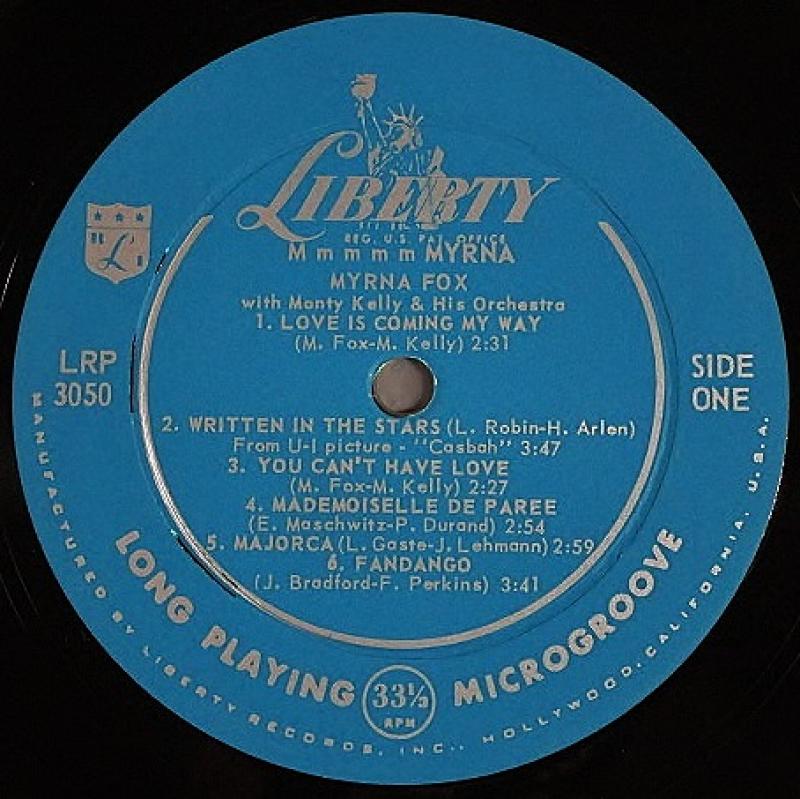 LIBERTY
REG. U.S. PAT. OFFICE
M m m m m MYRNA
MYRNA FOX
with Monty Kelly & His Orchestra
1. LOVE IS COMING MY WAY
(M. Fox-M. Kelly) 2:31
LRP
3050
SIDE
ONE
2. WRITTEN IN THE STARS (L. Robin-H. Arlen)
From U-I picture - "Casbah" 3:47
3. YOU CAN'T HAVE LOVE
(M. Fox-M. Kelly) 2:27
4. MADEMOISELLE DE PAREE
(E. Maschwitz-P. Durand) 2:54
5. MAJORCA (L. Gaste-J. Lehmann) 2:59
6. FANDANGO
(J. Bradford-F. Perkins) 3:41
LONG PLAYING 33⅓ RPM MICROGROOVE
MANUFACTURED BY LIBERTY RECORDS, INC., HOLLYWOOD, CALIFORNIA, U.S.A.